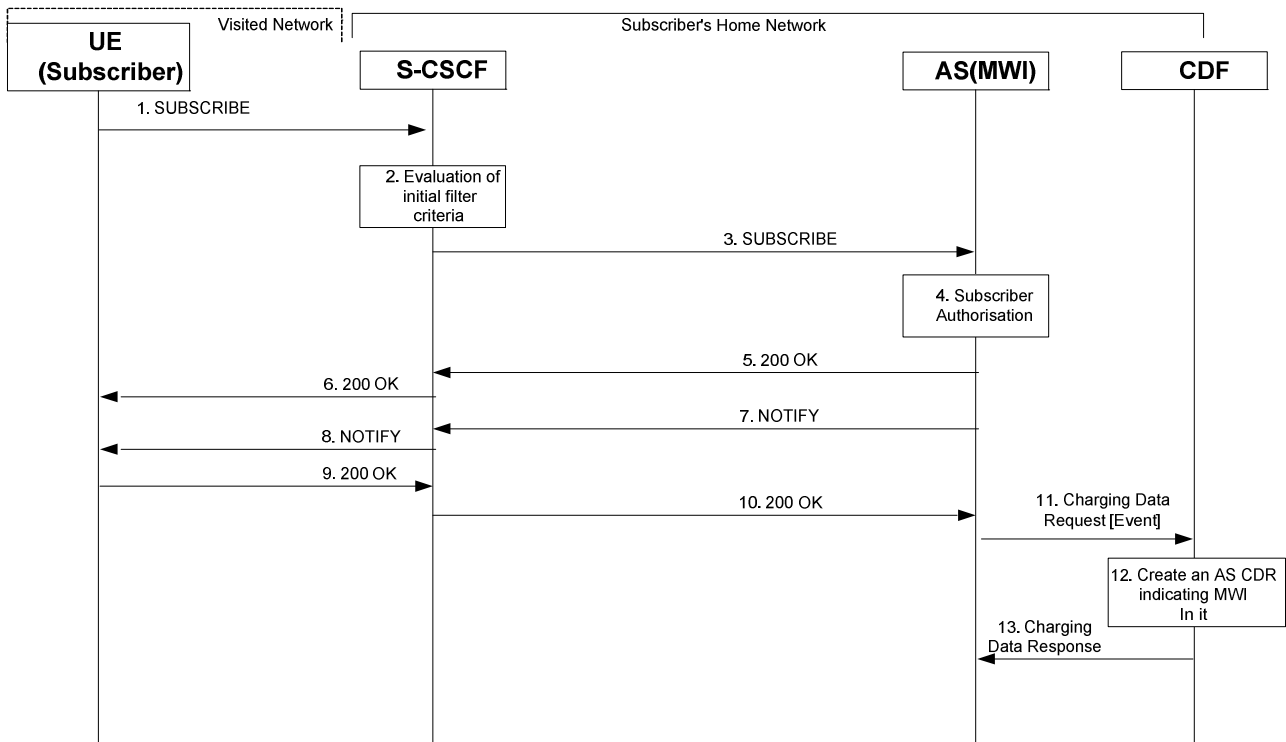 Visited Network
Subscriber's Home Network
UE
(Subscriber)
S-CSCF
AS(MWI)
CDF
1. SUBSCRIBE
2. Evaluation of
initial filter
criteria
3. SUBSCRIBE
4. Subscriber
Authorisation
5. 200 OK
6. 200 OK
7. NOTIFY
8. NOTIFY
9. 200 OK
10. 200 OK
11. Charging Data
Request [Event]
12. Create an AS CDR
indicating MWI
In it
13. Charging
Data Response